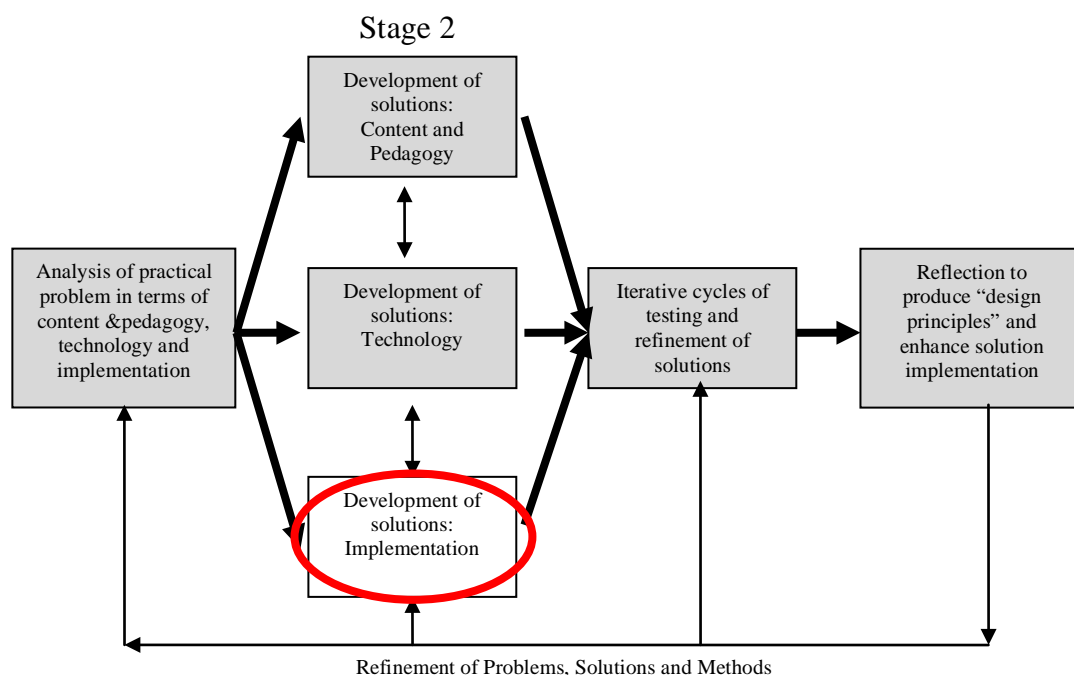 Stage 2
Development of
solutions:
Content and
Pedagogy
Analysis of practical
problem in terms of
content &pedagogy,
technology and
implementation
Development of
solutions:
Technology
Iterative cycles of
testing and
refinement of
solutions
Reflection to
produce “design
principles” and
enhance solution
implementation
Development of
solutions:
Implementation
Refinement of Problems, Solutions and Methods